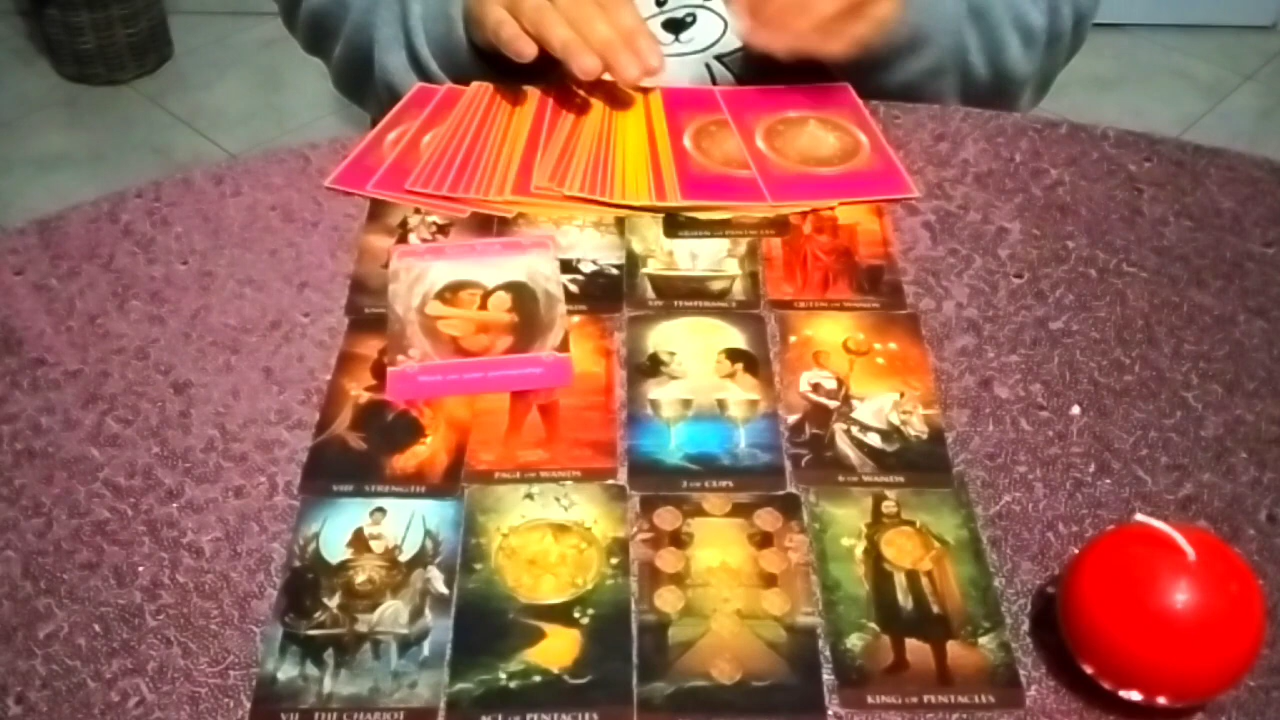 QUEEN OF PENTACLES
XIV TEMPERANCE
QUEEN OF WANDS
VIII STRENGTH
PAGE OF WANDS
2 OF CUPS
6 OF WANDS
VII THE CHARIOT
ACE OF PENTACLES
KING OF PENTACLES